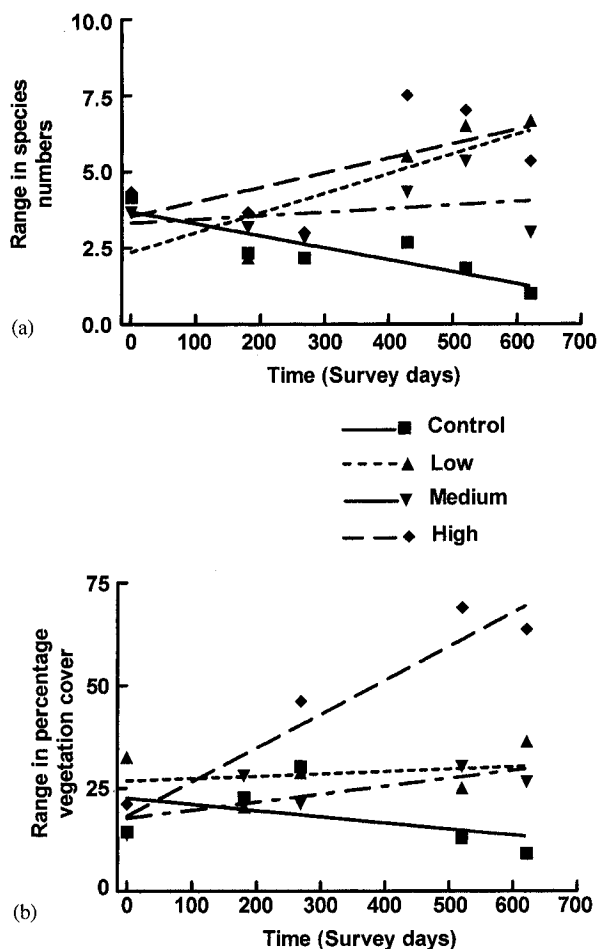 10.0
7.5
5.0
2.5
0.0
Range in species
numbers
(a)
0 100 200 300 400 500 600 700
Time (Survey days)
Control
Low
Medium
High
75
50
25
0
Range in percentage
vegetation cover
(b)
0 100 200 300 400 500 600 700
Time (Survey days)